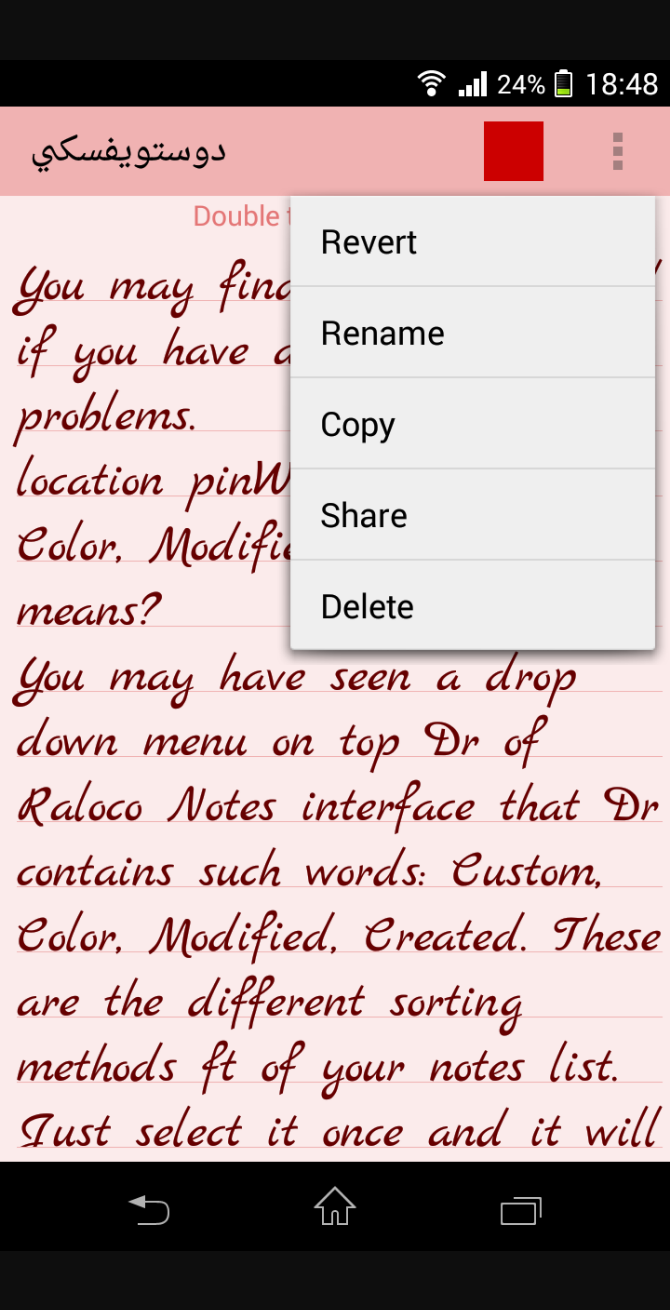 24% 18:48
دوستويفسكي
Double
You may
if you have
problems.
location pinW
Color,
means?
Revert
Rename
Copy
Share
Delete
You may have seen a drop
down menu on top Dr of
Raloco Notes interface that Dr
contains such words: Custom,
Color, Modified, Created. These
are the different sorting
methods ft of your notes list.
Just select it once and it will